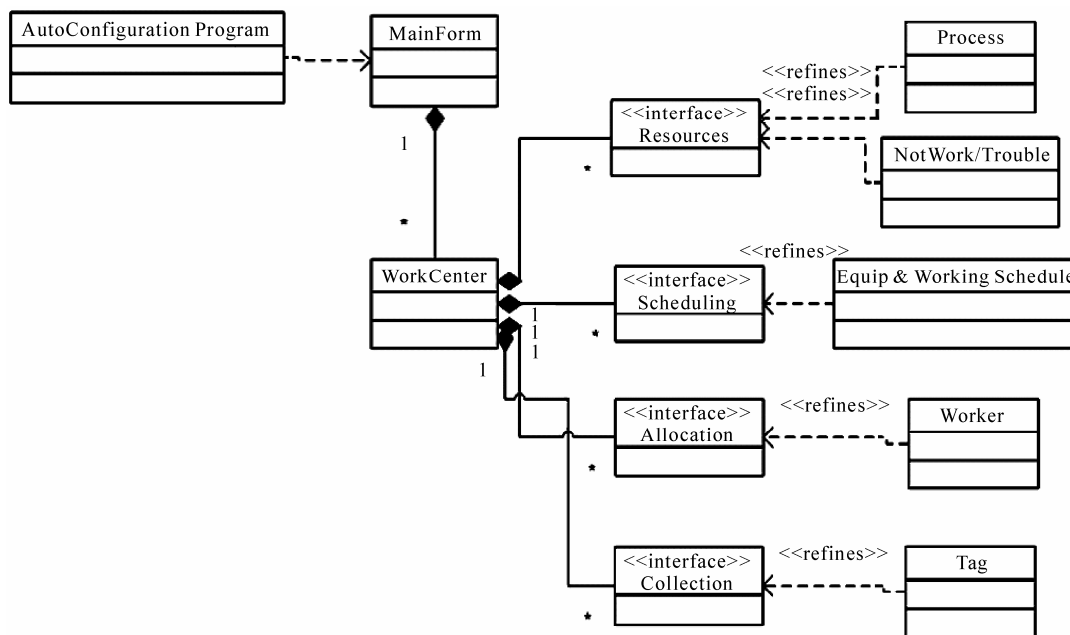 AutoConfiguration Program
MainForm
Process
<<refines>>
<<refines>>
<<interface>>
Resources
NotWork/Trouble
1
*
*
<<refines>>
WorkCenter
<<interface>>
Scheduling
Equip & Working Schedule
1
1
1
*
1
<<interface>>
Allocation
<<refines>>
Worker
*
<<interface>>
Collection
<<refines>>
Tag
*